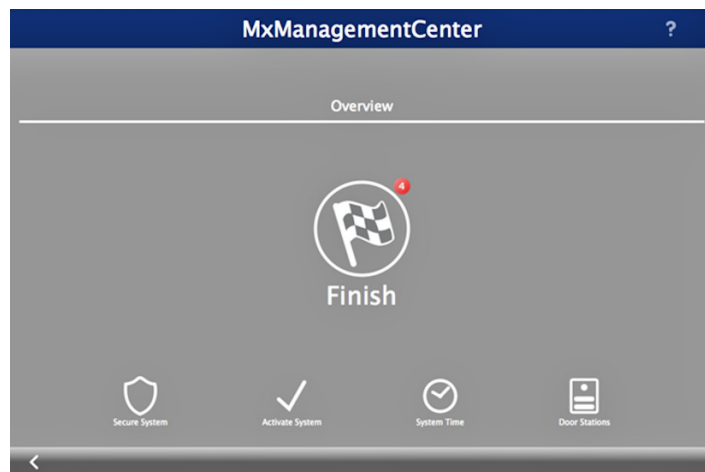 MxManagementCenter ?
Overview
4
Finish
Secure System Activate System System Time Door Stations